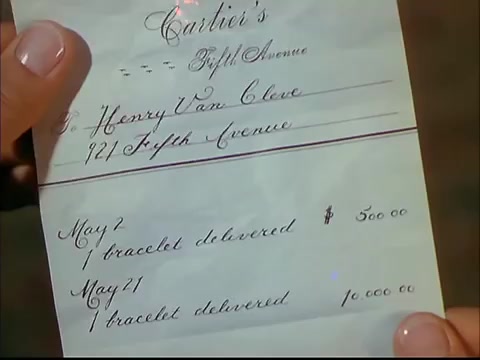 Cartier's
Fifth Avenue
To Henry Van Cleve
921 Fifth Avenue
May 2
1 bracelet delivered $ 500 00
May 21
1 bracelet delivered 10.000 00